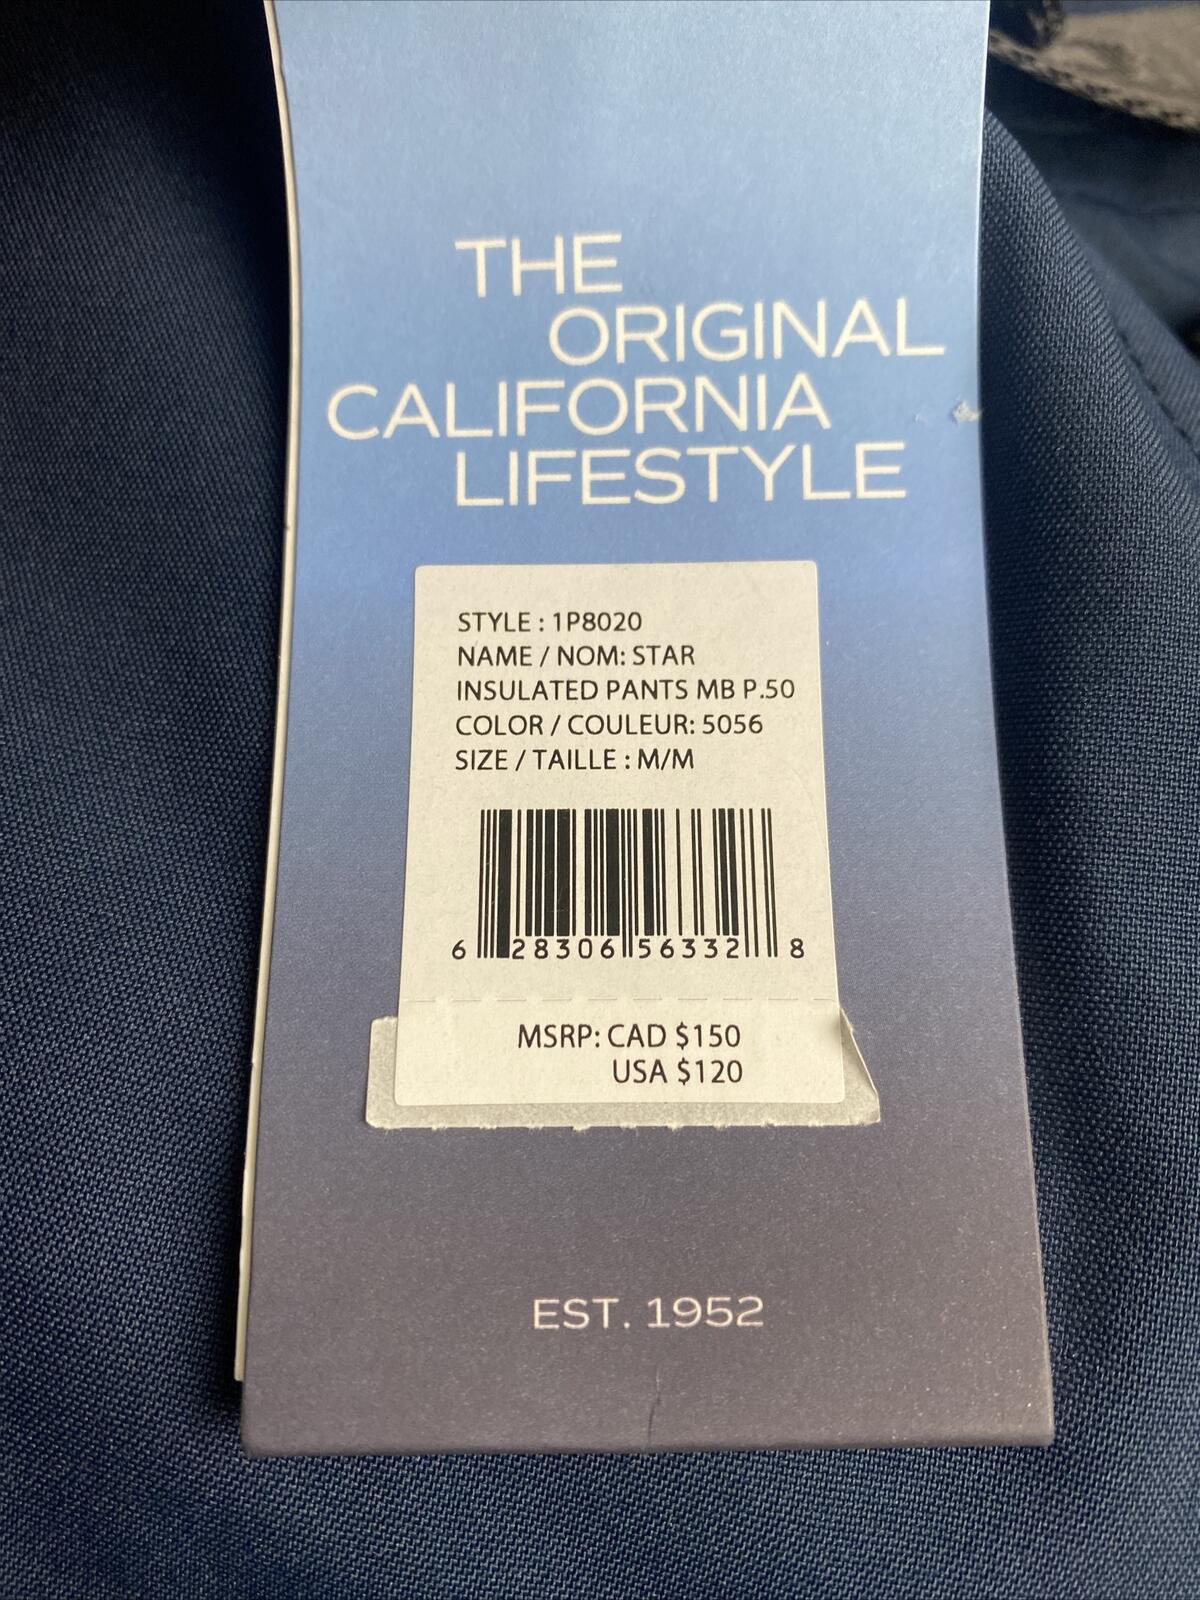 THE
ORIGINAL
CALIFORNIA
LIFESTYLE
STYLE : 1P8020
NAME / NOM: STAR
INSULATED PANTS MB P.50
COLOR / COULEUR: 5056
SIZE / TAILLE : M/M
6 28306 56332 8
MSRP: CAD $150
USA $120
EST. 1952